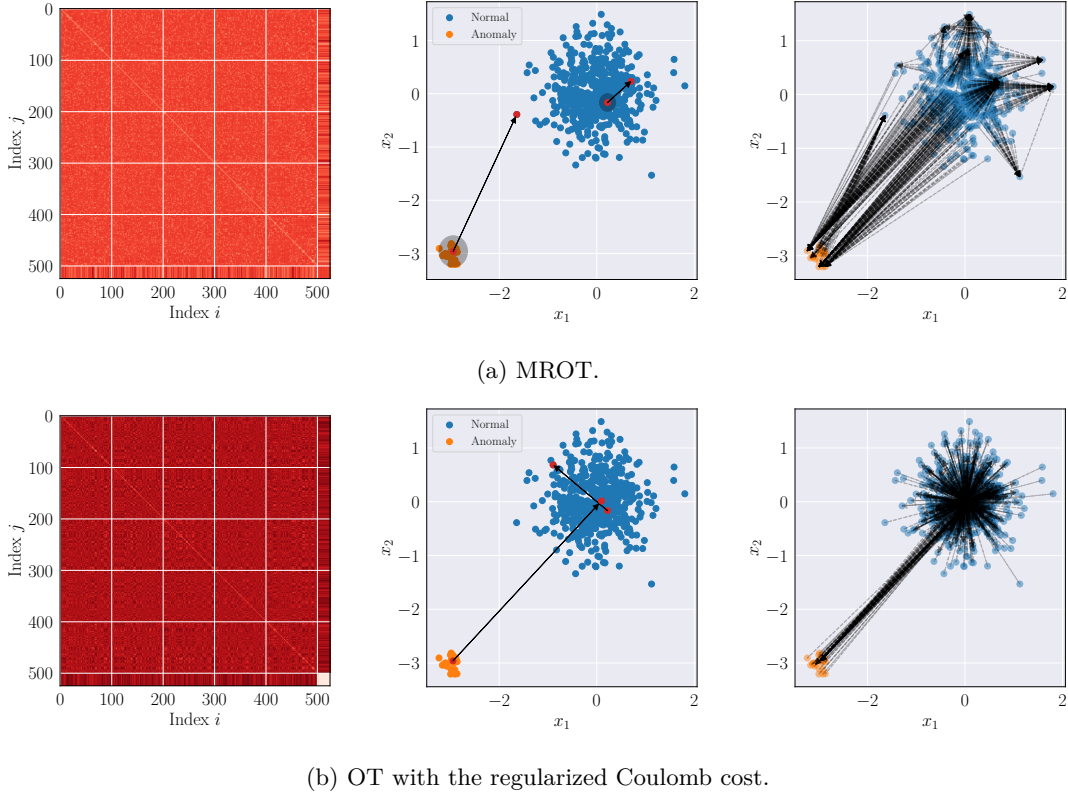 0
100
200
300
400
500
Index j
0 100 200 300 400 500
Index i
1
0
−1
−2
−3
x2
−2 0 2
x1
Normal
Anomaly
1
0
−1
−2
−3
−2 0 2
x1
(a) MROT.
0
100
200
300
400
500
Index j
0 100 200 300 400 500
Index i
1
0
−1
−2
−3
x2
−2 0 2
x1
Normal
Anomaly
1
0
−1
−2
−3
x2
−2 0 2
x1
(b) OT with the regularized Coulomb cost.